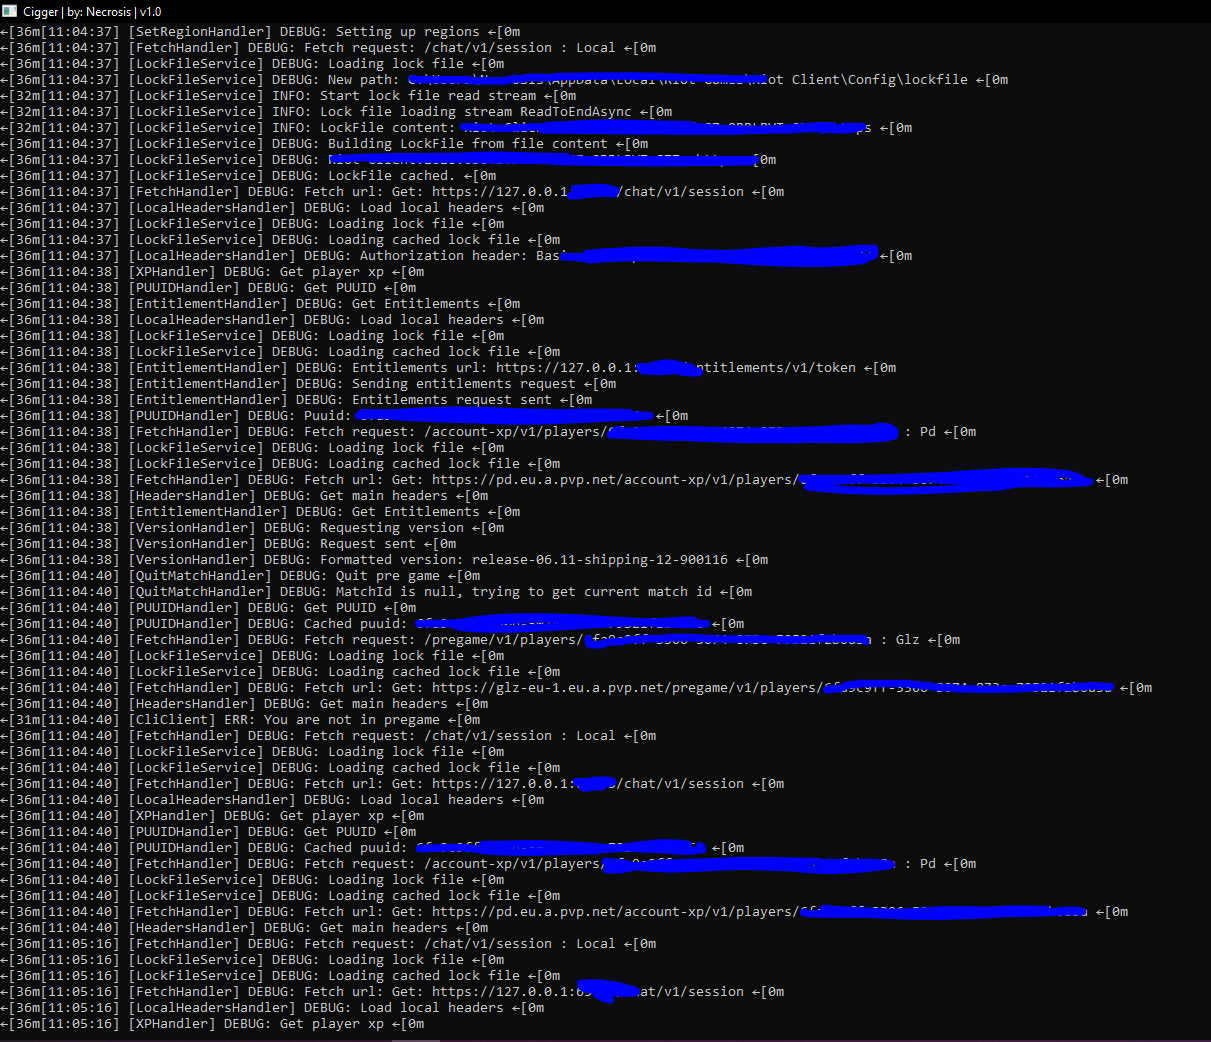 Cigger | by: Necrosis | v1.0
←[36m[11:04:37] [SetRegionHandler] DEBUG: Setting up regions ←[0m
←[36m[11:04:37] [FetchHandler] DEBUG: Fetch request: /chat/v1/session : Local ←[0m
←[36m[11:04:37] [LockFileService] DEBUG: Loading lock file ←[0m
←[36m[11:04:37] [LockFileService] DEBUG: New path: Client\Config\lockfile ←[0m
←[32m[11:04:37] [LockFileService] INFO: Start lock file read stream ←[0m
←[32m[11:04:37] [LockFileService] INFO: Lock file loading stream ReadToEndAsync ←[0m
←[32m[11:04:37] [LockFileService] INFO: LockFile content: ←[0m
←[36m[11:04:37] [LockFileService] DEBUG: Building LockFile from file content ←[0m
←[36m[11:04:37] [LockFileService] DEBUG: [0m
←[36m[11:04:37] [LockFileService] DEBUG: LockFile cached. ←[0m
←[36m[11:04:37] [FetchHandler] DEBUG: Fetch url: Get: https://127.0.0.1 /chat/v1/session ←[0m
←[36m[11:04:37] [LocalHeadersHandler] DEBUG: Load local headers ←[0m
←[36m[11:04:37] [LockFileService] DEBUG: Loading lock file ←[0m
←[36m[11:04:37] [LockFileService] DEBUG: Loading cached lock file ←[0m
←[36m[11:04:37] [LocalHeadersHandler] DEBUG: Authorization header: Bas ←[0m
←[36m[11:04:38] [XPHandler] DEBUG: Get player xp ←[0m
←[36m[11:04:38] [PUUIDHandler] DEBUG: Get PUUID ←[0m
←[36m[11:04:38] [EntitlementHandler] DEBUG: Get Entitlements ←[0m
←[36m[11:04:38] [LocalHeadersHandler] DEBUG: Load local headers ←[0m
←[36m[11:04:38] [LockFileService] DEBUG: Loading lock file ←[0m
←[36m[11:04:38] [LockFileService] DEBUG: Loading cached lock file ←[0m
←[36m[11:04:38] [EntitlementHandler] DEBUG: Entitlements url: https://127.0.0.1: ntitlements/v1/token ←[0m
←[36m[11:04:38] [EntitlementHandler] DEBUG: Sending entitlements request ←[0m
←[36m[11:04:38] [EntitlementHandler] DEBUG: Entitlements request sent ←[0m
←[36m[11:04:38] [PUUIDHandler] DEBUG: Puuid: ←[0m
←[36m[11:04:38] [FetchHandler] DEBUG: Fetch request: /account-xp/v1/players/ : Pd ←[0m
←[36m[11:04:38] [LockFileService] DEBUG: Loading lock file ←[0m
←[36m[11:04:38] [LockFileService] DEBUG: Loading cached lock file ←[0m
←[36m[11:04:38] [FetchHandler] DEBUG: Fetch url: Get: https://pd.eu.a.pvp.net/account-xp/v1/players/ ←[0m
←[36m[11:04:38] [HeadersHandler] DEBUG: Get main headers ←[0m
←[36m[11:04:38] [EntitlementHandler] DEBUG: Get Entitlements ←[0m
←[36m[11:04:38] [VersionHandler] DEBUG: Requesting version ←[0m
←[36m[11:04:38] [VersionHandler] DEBUG: Request sent ←[0m
←[36m[11:04:38] [VersionHandler] DEBUG: Formatted version: release-06.11-shipping-12-900116 ←[0m
←[36m[11:04:40] [QuitMatchHandler] DEBUG: Quit pre game ←[0m
←[36m[11:04:40] [QuitMatchHandler] DEBUG: MatchId is null, trying to get current match id ←[0m
←[36m[11:04:40] [PUUIDHandler] DEBUG: Get PUUID ←[0m
←[36m[11:04:40] [PUUIDHandler] DEBUG: Cached puuid: ←[0m
←[36m[11:04:40] [FetchHandler] DEBUG: Fetch request: /pregame/v1/players/ : Glz ←[0m
←[36m[11:04:40] [LockFileService] DEBUG: Loading lock file ←[0m
←[36m[11:04:40] [LockFileService] DEBUG: Loading cached lock file ←[0m
←[36m[11:04:40] [FetchHandler] DEBUG: Fetch url: Get: https://glz-eu-1.eu.a.pvp.net/pregame/v1/players/ ←[0m
←[36m[11:04:40] [HeadersHandler] DEBUG: Get main headers ←[0m
←[31m[11:04:40] [CliClient] ERR: You are not in pregame ←[0m
←[36m[11:04:40] [FetchHandler] DEBUG: Fetch request: /chat/v1/session : Local ←[0m
←[36m[11:04:40] [LockFileService] DEBUG: Loading lock file ←[0m
←[36m[11:04:40] [LockFileService] DEBUG: Loading cached lock file ←[0m
←[36m[11:04:40] [FetchHandler] DEBUG: Fetch url: Get: https://127.0.0.1: /chat/v1/session ←[0m
←[36m[11:04:40] [LocalHeadersHandler] DEBUG: Load local headers ←[0m
←[36m[11:04:40] [XPHandler] DEBUG: Get player xp ←[0m
←[36m[11:04:40] [PUUIDHandler] DEBUG: Get PUUID ←[0m
←[36m[11:04:40] [PUUIDHandler] DEBUG: Cached puuid: ←[0m
←[36m[11:04:40] [FetchHandler] DEBUG: Fetch request: /account-xp/v1/players/ : Pd ←[0m
←[36m[11:04:40] [LockFileService] DEBUG: Loading lock file ←[0m
←[36m[11:04:40] [LockFileService] DEBUG: Loading cached lock file ←[0m
←[36m[11:04:40] [FetchHandler] DEBUG: Fetch url: Get: https://pd.eu.a.pvp.net/account-xp/v1/players/ ←[0m
←[36m[11:04:40] [HeadersHandler] DEBUG: Get main headers ←[0m
←[36m[11:05:16] [FetchHandler] DEBUG: Fetch request: /chat/v1/session : Local ←[0m
←[36m[11:05:16] [LockFileService] DEBUG: Loading lock file ←[0m
←[36m[11:05:16] [LockFileService] DEBUG: Loading cached lock file ←[0m
←[36m[11:05:16] [FetchHandler] DEBUG: Fetch url: Get: https://127.0.0.1: at/v1/session ←[0m
←[36m[11:05:16] [LocalHeadersHandler] DEBUG: Load local headers ←[0m
←[36m[11:05:16] [XPHandler] DEBUG: Get player xp ←[0m